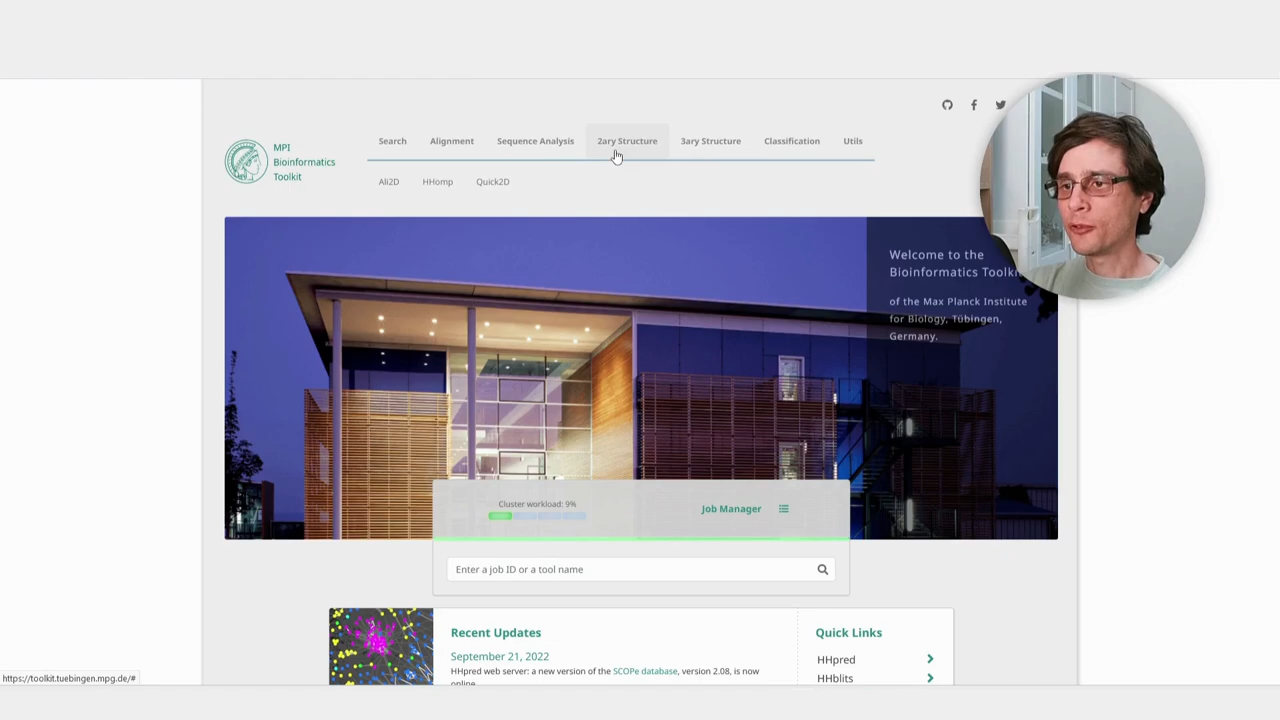 MPI
Bioinformatics
Toolkit
Search Alignment Sequence Analysis 2ary Structure 3ary Structure Classification Utils
Ali2D HHomp Quick2D
Welcome to the
Bioinformatics
of the Max Planck Institute
for Biology, Tübingen,
Germany.
Cluster workload: 9%
Job Manager
Enter a job ID or a tool name
Recent Updates
September 21, 2022
HHpred web server: a new version of the SCOPe database, version 2.08, is now
online.
Quick Links
HHpred
HHblits
https://toolkit.tuebingen.mpg.de/#